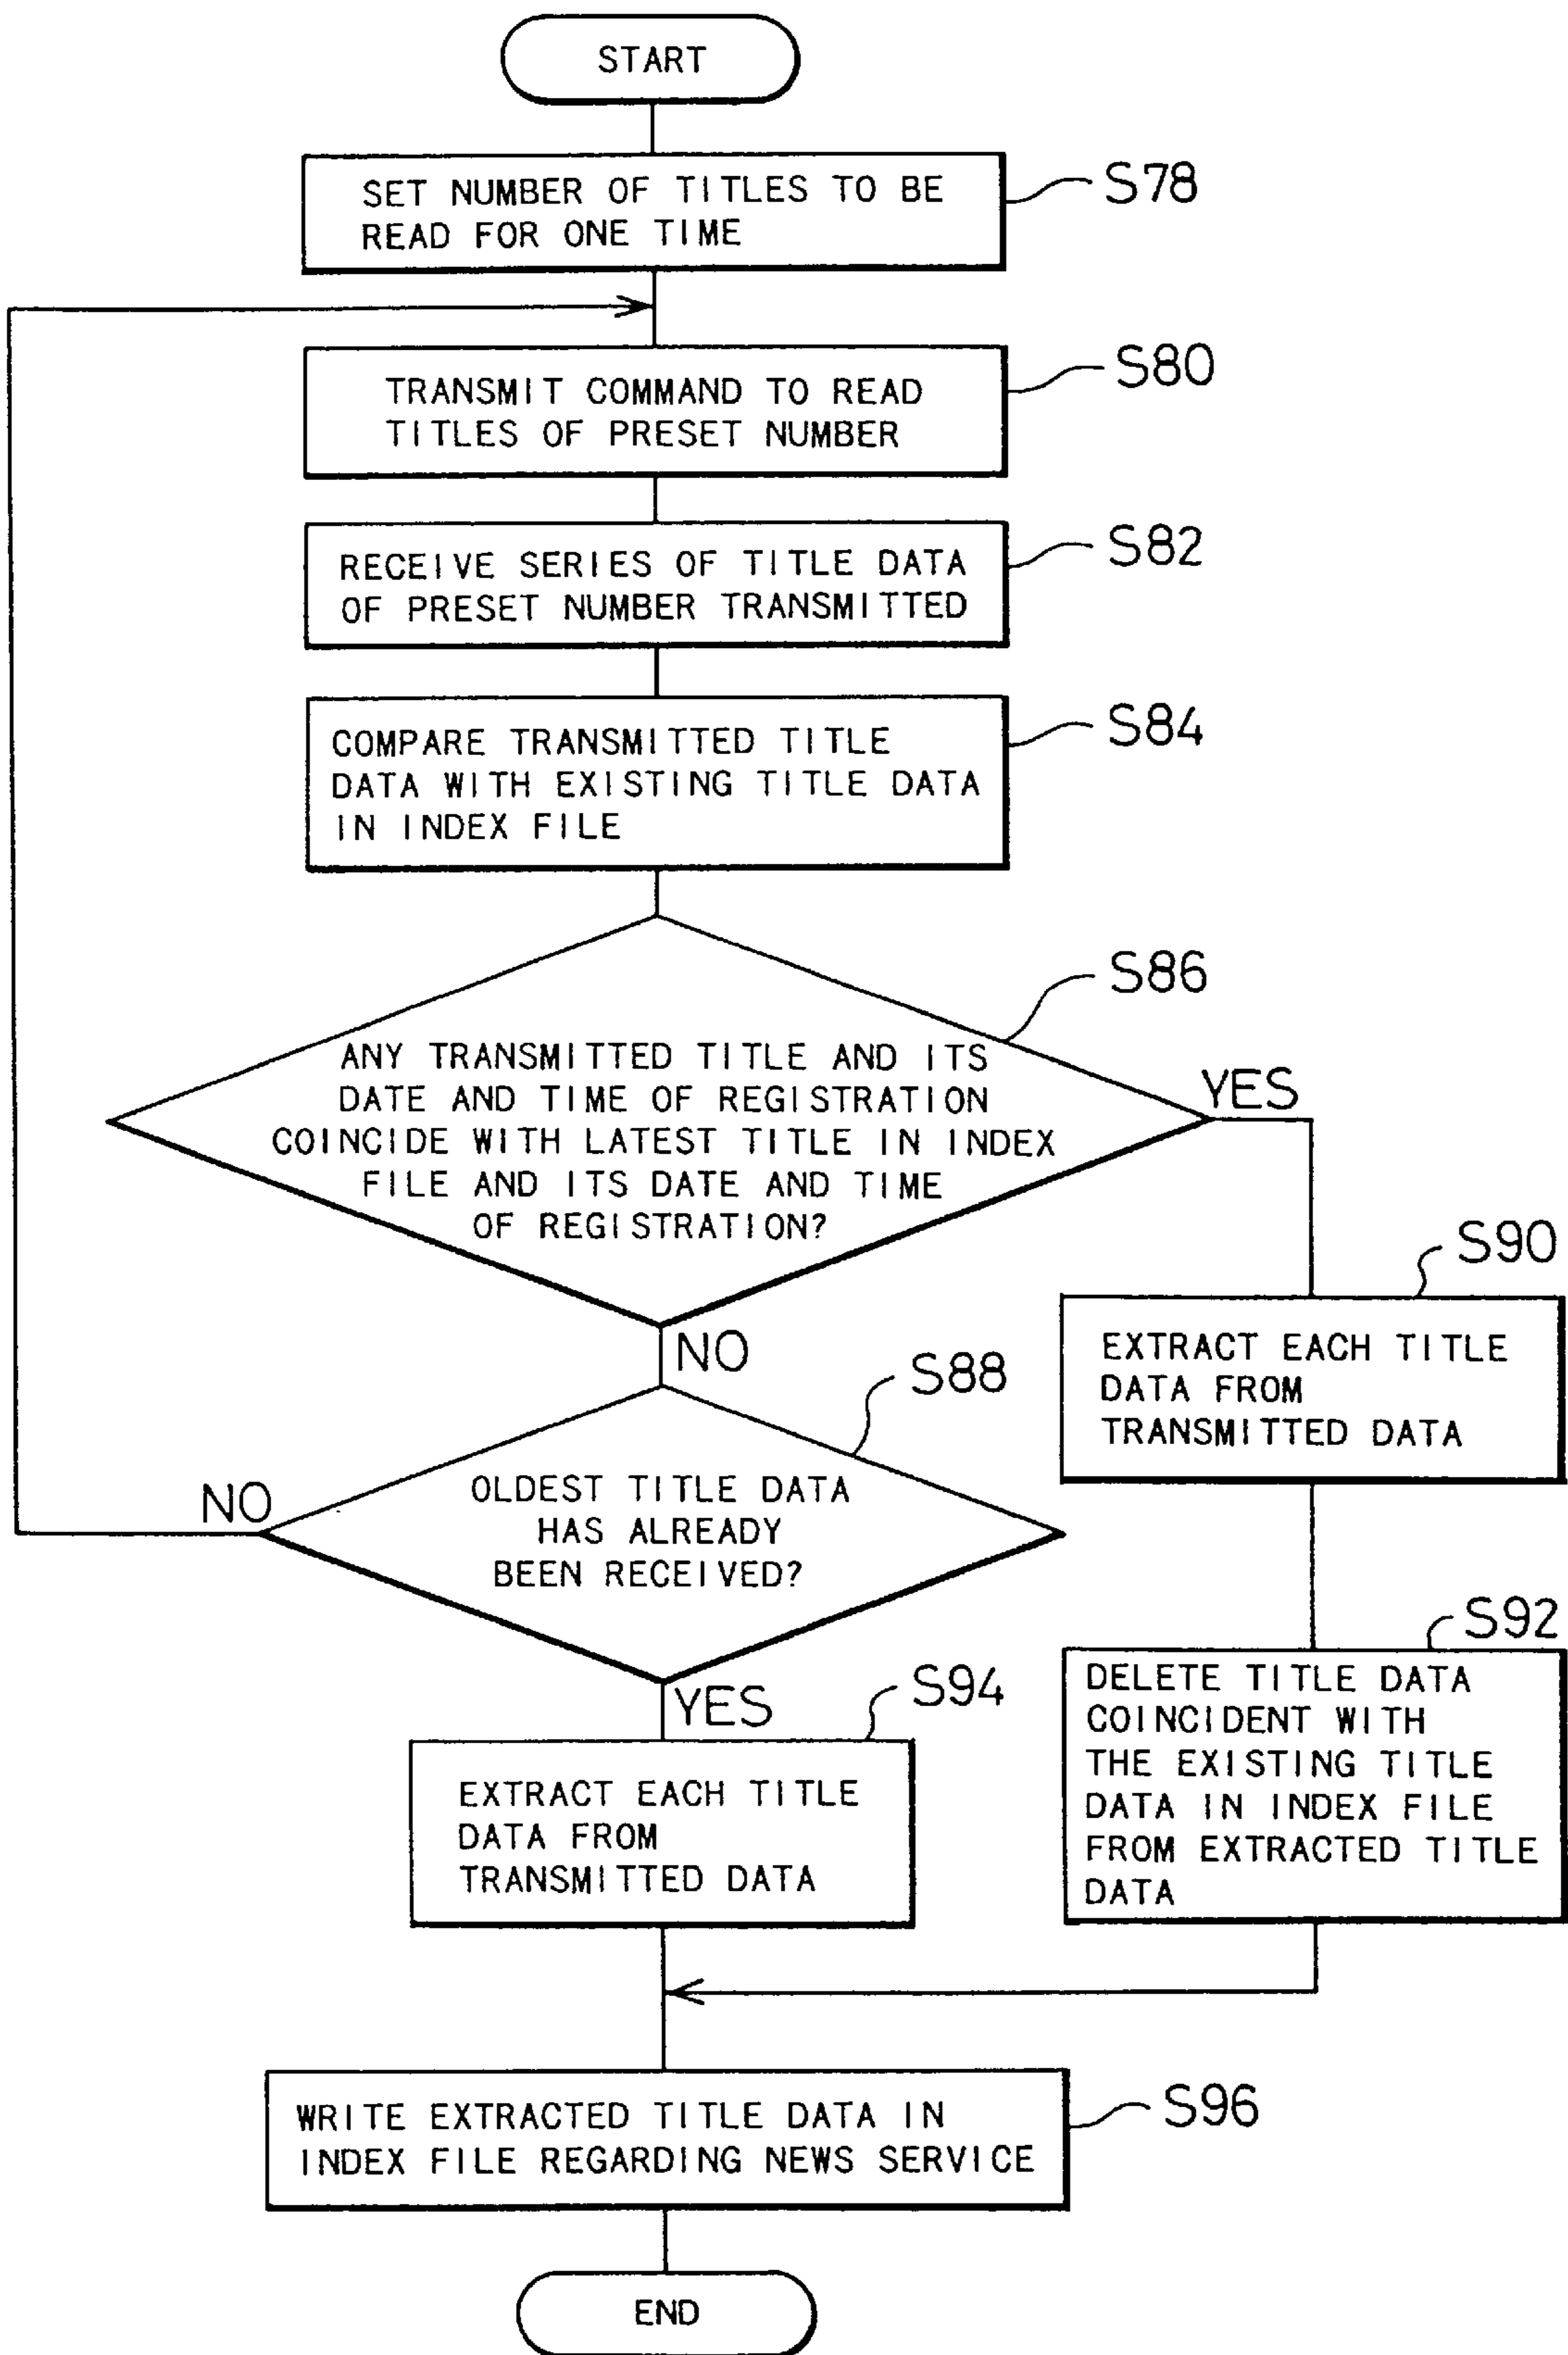 START
SET NUMBER OF TITLES TO BE
READ FOR ONE TIME
S78
TRANSMIT COMMAND TO READ
TITLES OF PRESET NUMBER
S80
RECEIVE SERIES OF TITLE DATA
OF PRESET NUMBER TRANSMITTED
S82
COMPARE TRANSMITTED TITLE
DATA WITH EXISTING TITLE DATA
IN INDEX FILE
S84
ANY TRANSMITTED TITLE AND ITS
DATE AND TIME OF REGISTRATION
COINCIDE WITH LATEST TITLE IN INDEX
FILE AND ITS DATE AND TIME
OF REGISTRATION?
S86
YES
NO
S90
EXTRACT EACH TITLE
DATA FROM
TRANSMITTED DATA
S88
OLDEST TITLE DATA
HAS ALREADY
BEEN RECEIVED?
NO
YES
S92
DELETE TITLE DATA
COINCIDENT WITH
THE EXISTING TITLE
DATA IN INDEX FILE
FROM EXTRACTED TITLE
DATA
S94
EXTRACT EACH TITLE
DATA FROM
TRANSMITTED DATA
WRITE EXTRACTED TITLE DATA IN
INDEX FILE REGARDING NEWS SERVICE
S96
END